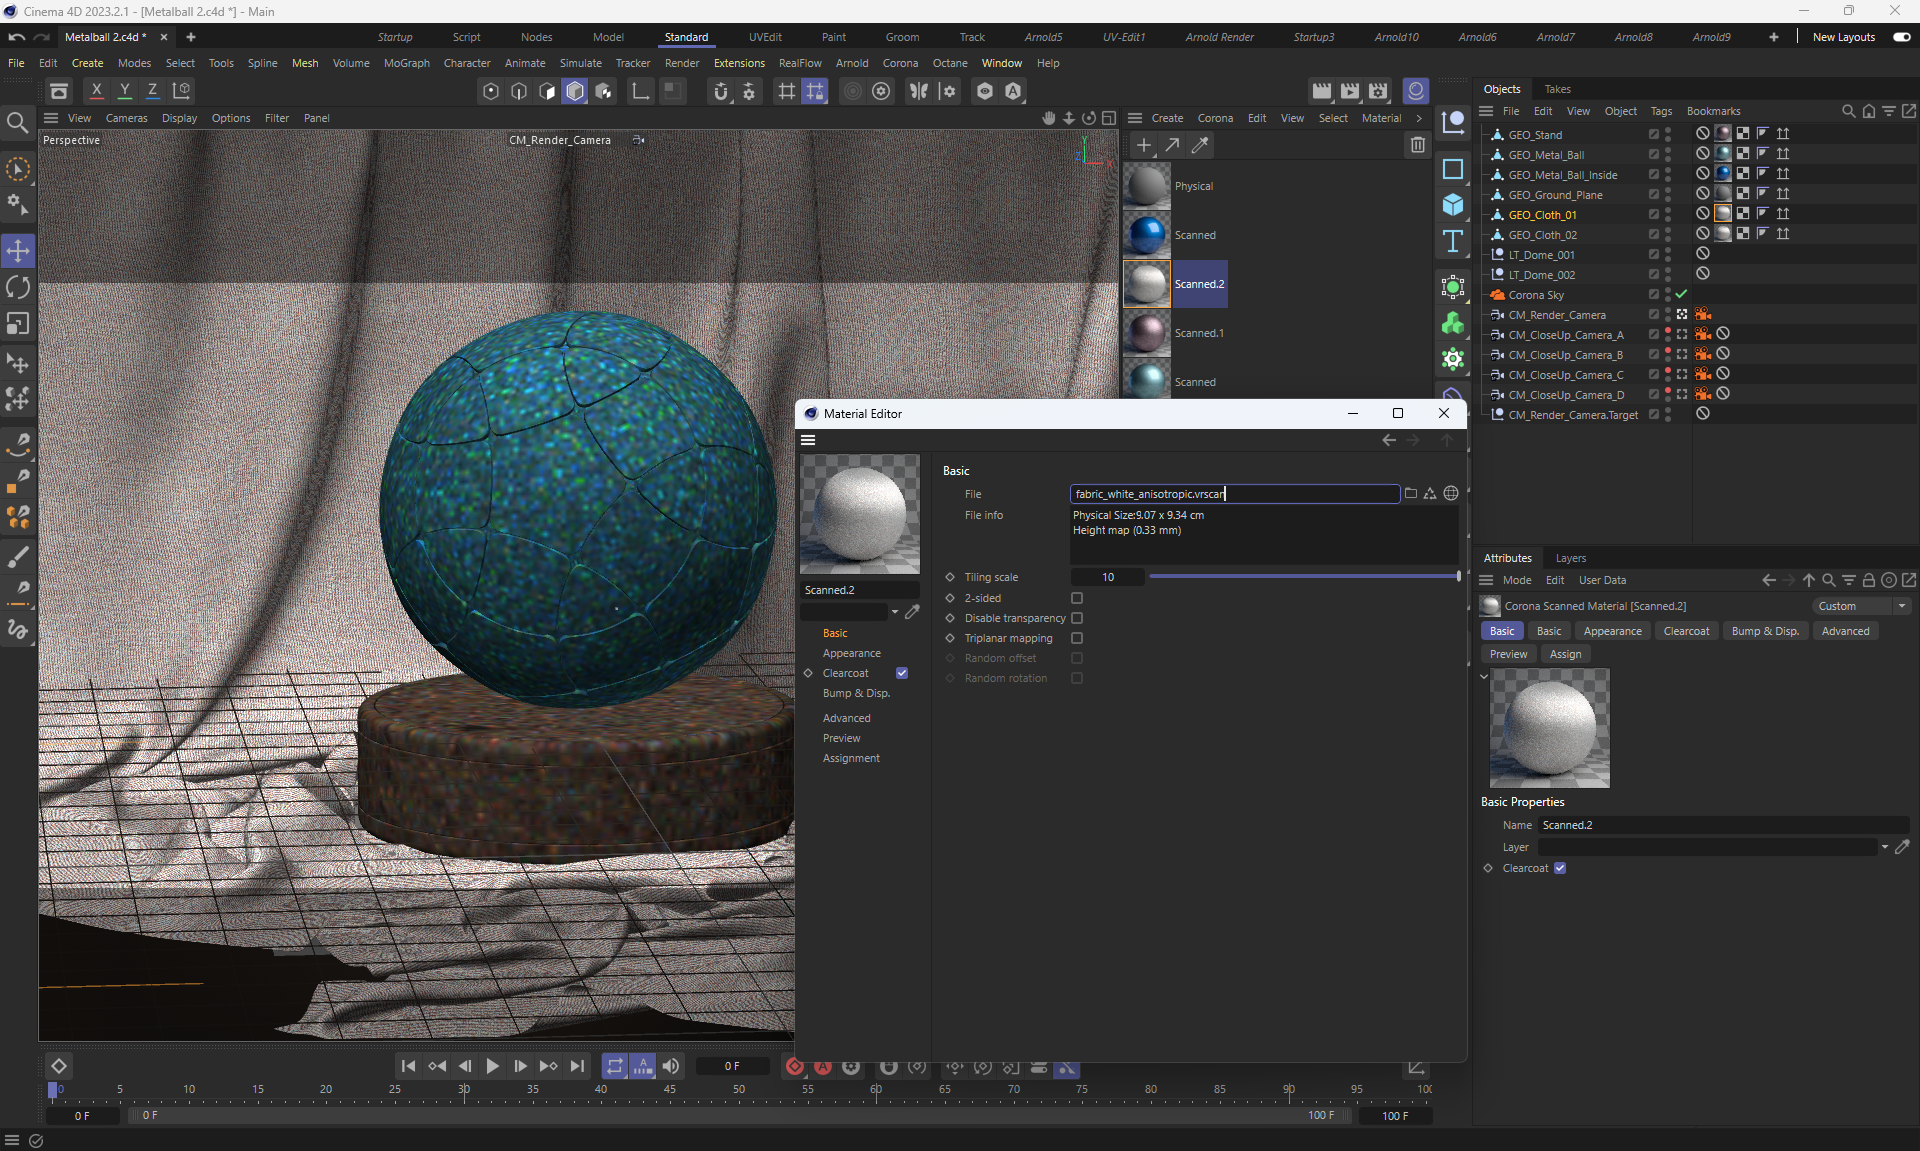 Cinema 4D 2023.2.1 - [Metalball 2.c4d *] - Main
Metalball 2.c4d *
Startup Script Nodes Model Standard UVEdit Paint Groom Track Arnold5 UV-Edit1 Arnold Render Startup3 Arnold10 Arnold6 Arnold7 Arnold8 Arnold9 New Layouts
File Edit Create Modes Select Tools Spline Mesh Volume MoGraph Character Animate Simulate Tracker Render Extensions RealFlow Arnold Corona Octane Window Help
X Y Z
Objects Takes
File Edit View Object Tags Bookmarks
View Cameras Display Options Filter Panel
Create Corona Edit View Select Material
Perspective
CM_Render_Camera
Y
Z
X
Physical
Scanned
Scanned.2
Scanned.1
Scanned
GEO_Stand
GEO_Metal_Ball
GEO_Metal_Ball_Inside
GEO_Ground_Plane
GEO_Cloth_01
GEO_Cloth_02
LT_Dome_001
LT_Dome_002
Corona Sky
CM_Render_Camera
CM_CloseUp_Camera_A
CM_CloseUp_Camera_B
CM_CloseUp_Camera_C
CM_CloseUp_Camera_D
CM_Render_Camera.Target
Material Editor
Basic
File fabric_white_anisotropic.vrscan
File info Physical Size:9.07 x 9.34 cm
Height map (0.33 mm)
Tiling scale 10
2-sided
Disable transparency
Triplanar mapping
Random offset
Random rotation
Scanned.2
Basic
Appearance
Clearcoat
Bump & Disp.
Advanced
Preview
Assignment
Attributes Layers
Mode Edit User Data
Corona Scanned Material [Scanned.2] Custom
Basic Basic Appearance Clearcoat Bump & Disp. Advanced
Preview Assign
Basic Properties
Name Scanned.2
Layer
Clearcoat
0 F
0 5 10 15 20 25 30 35 40 45 50 55 60 65 70 75 80 85 90 95 100
0 F 0 F 100 F 100 F